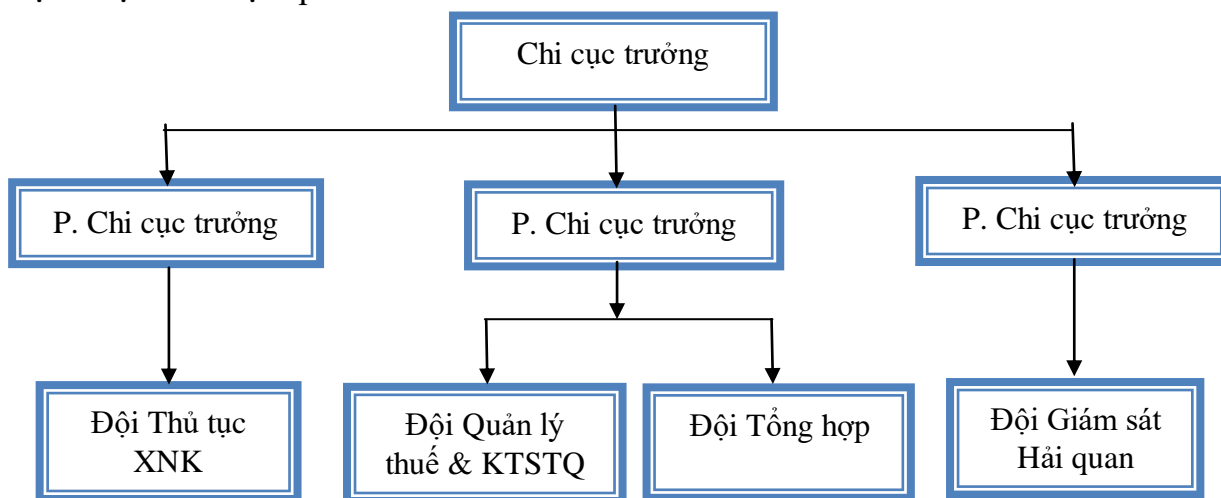 Chi cục trưởng
P. Chi cục trưởng
P. Chi cục trưởng
P. Chi cục trưởng
Đội Thủ tục
XNK
Đội Quản lý
thuế & KTSTQ
Đội Tổng hợp
Đội Giám sát
Hải quan